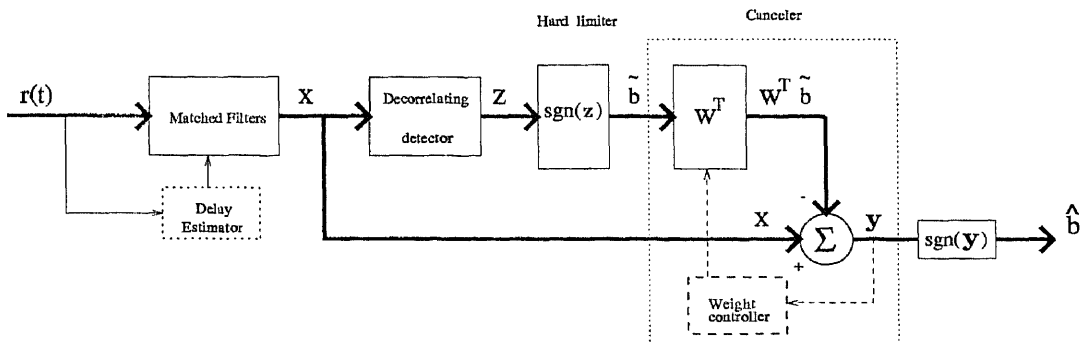 Hard limiter
Canceler
r(t)
Matched Filters
X
Decorrelating
detector
Z
sgn(z)
b̃
W^T
W^T b̃
-
Delay
Estimator
X
+
Σ
y
sgn(y)
b̂
Weight
controller